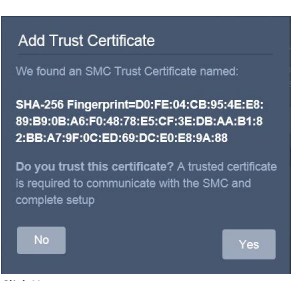 Add Trust Certificate
We found an SMC Trust Certificate named:
SHA-256 Fingerprint=D0:FE:04:CB:95:4E:E8:
89:B9:0B:A6:F0:48:78:E5:CF:3E:DB:AA:B1:8
2:BB:A7:9F:0C:ED:69:DC:E0:E8:9A:88
Do you trust this certificate? A trusted certificate
is required to communicate with the SMC and
complete setup
No
Yes